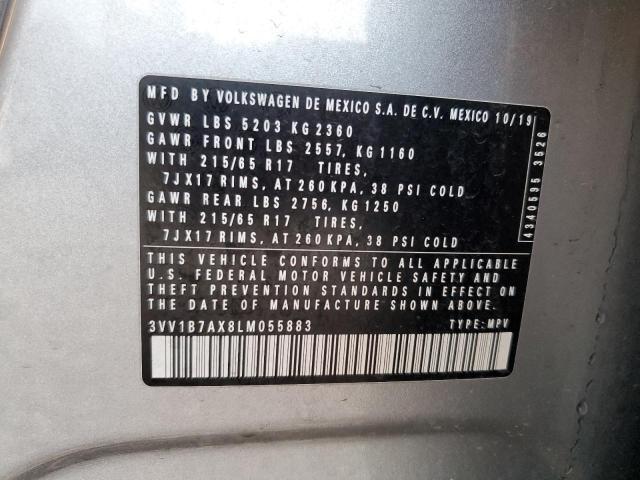 MFD BY VOLKSWAGEN DE MEXICO S.A. DE C.V. MEXICO 10/19
GVWR LBS 5203 KG 2360
GAWR FRONT LBS 2557, KG 1160
WITH 215/65 R17 TIRES,
7JX17 RIMS, AT 260 KPA, 38 PSI COLD
GAWR REAR LBS 2756, KG 1250
WITH 215/65 R17 TIRES,
7JX17 RIMS, AT 260 KPA, 38 PSI COLD
4340595 3526
THIS VEHICLE CONFORMS TO ALL APPLICABLE
U.S. FEDERAL MOTOR VEHICLE SAFETY AND
THEFT PREVENTION STANDARDS IN EFFECT ON
THE DATE OF MANUFACTURE SHOWN ABOVE.
3VV1B7AX8LM055883 TYPE: MPV